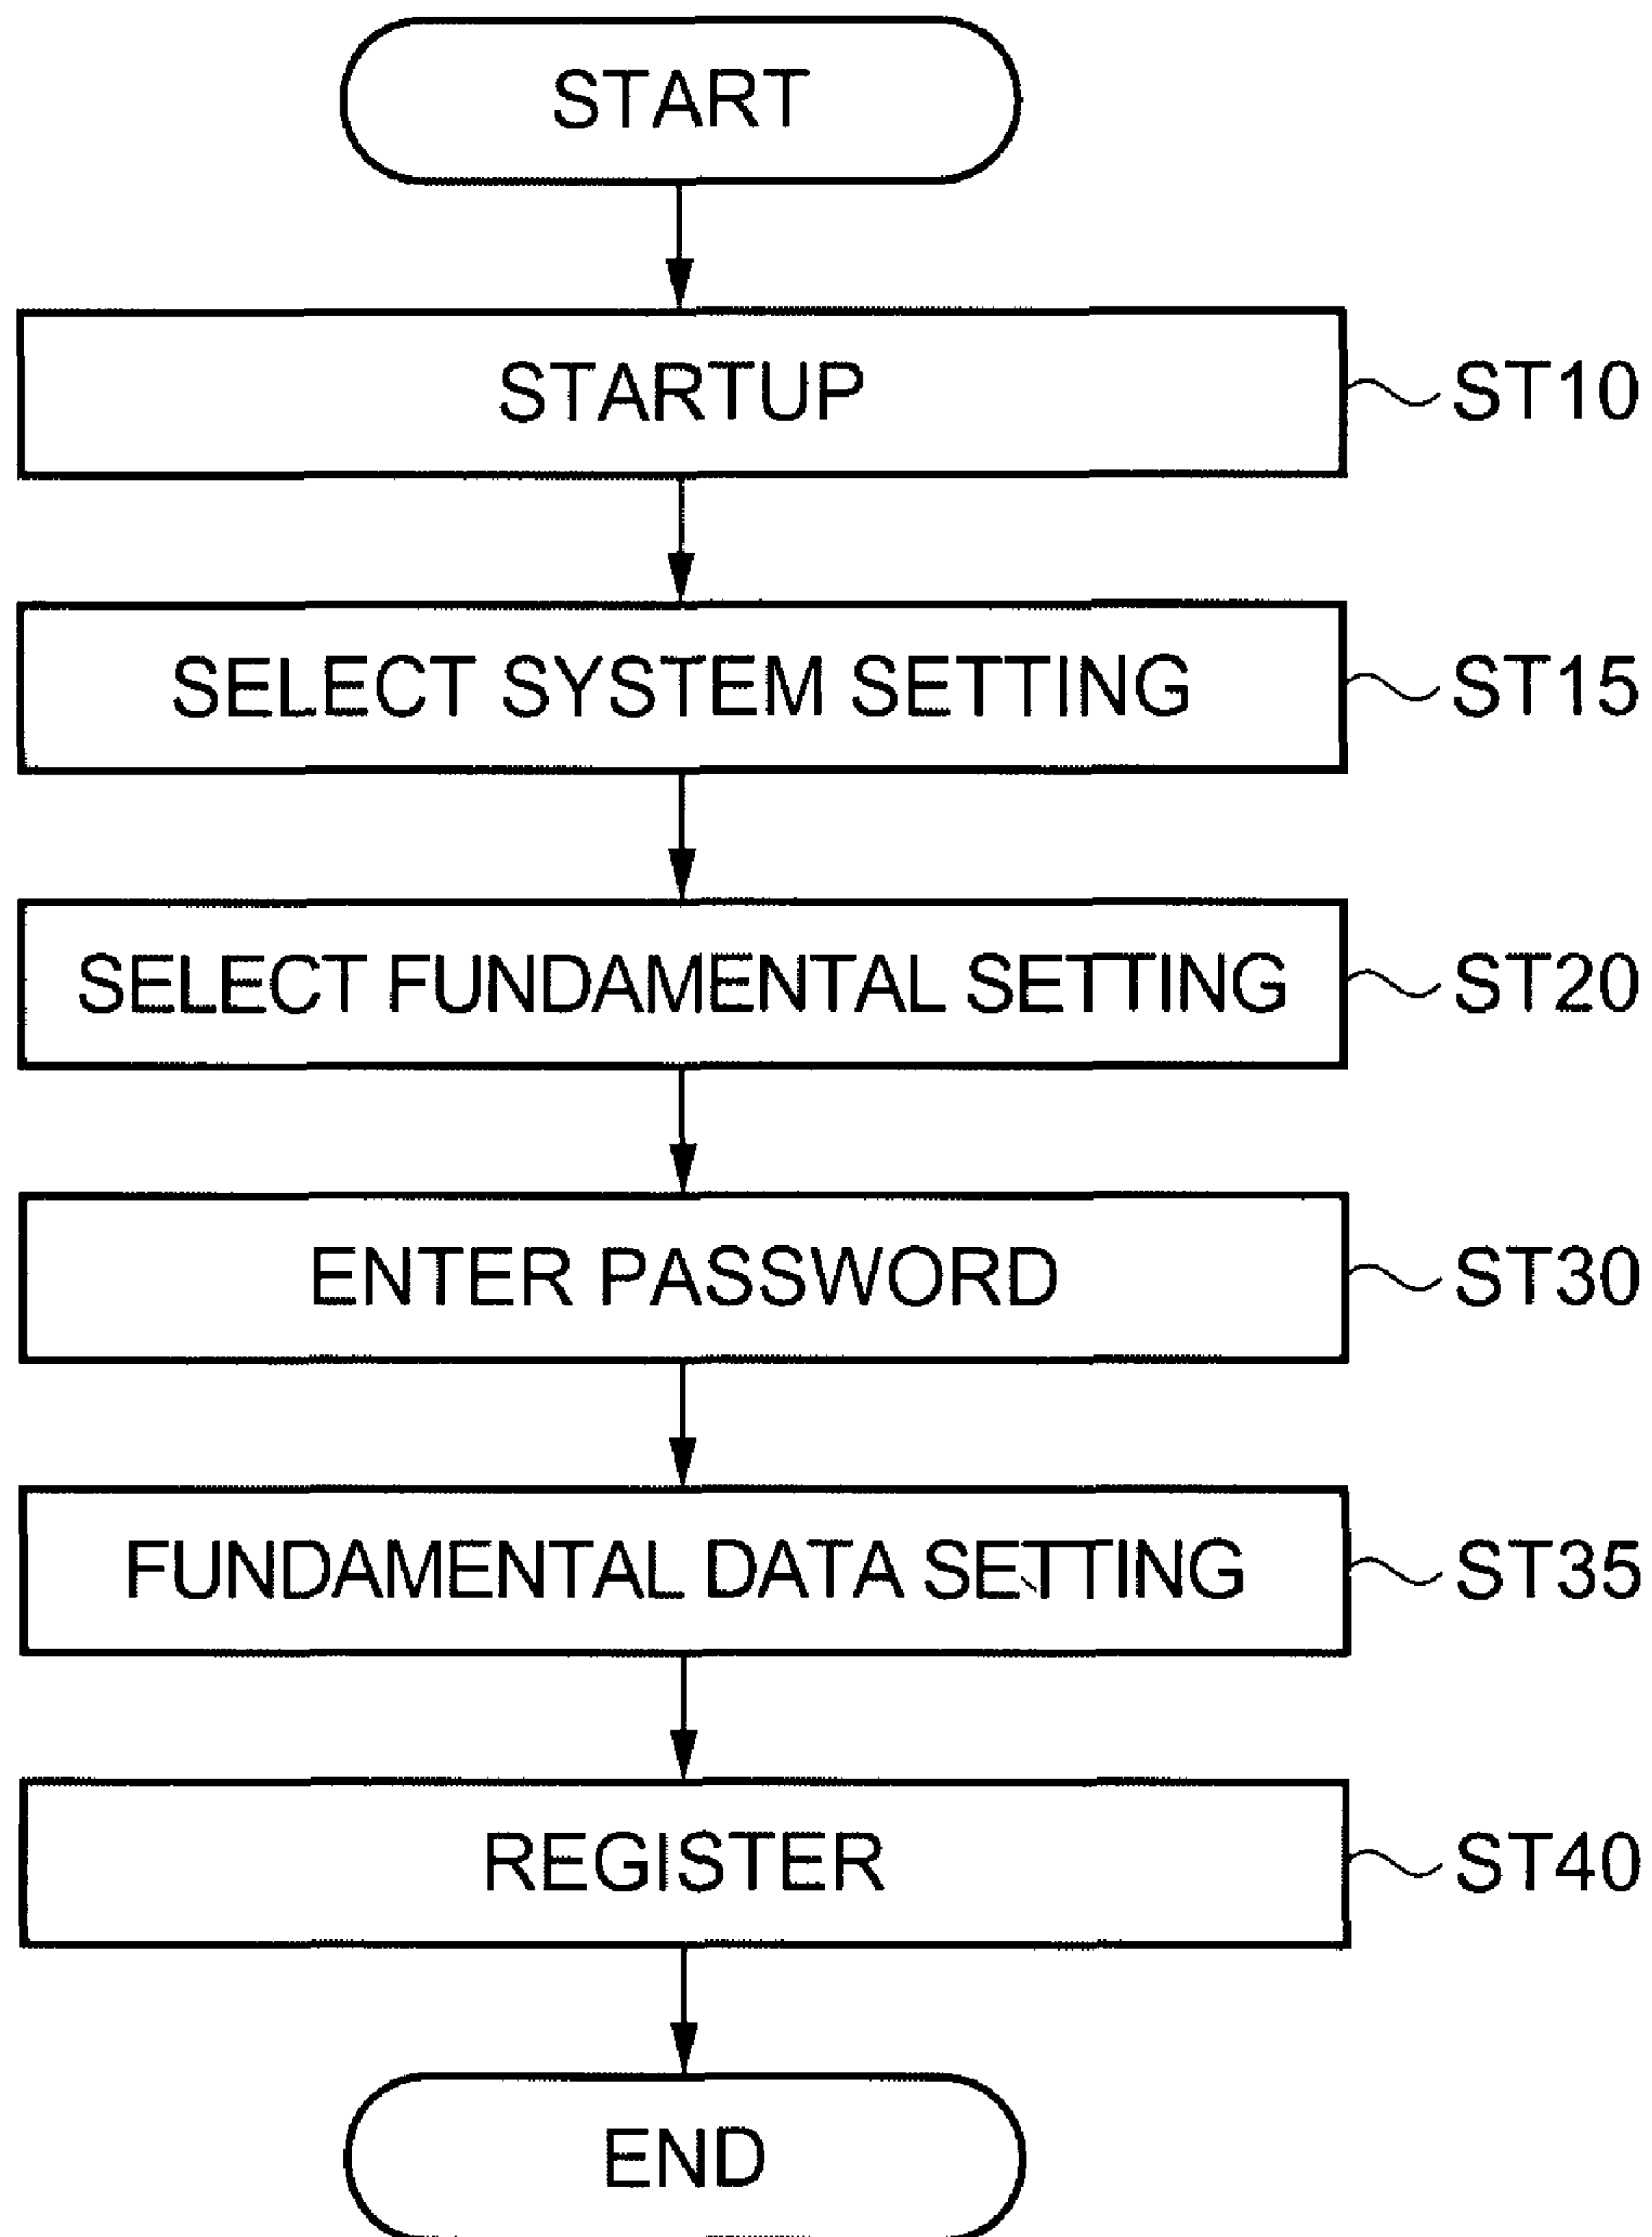 START
STARTUP ST10
SELECT SYSTEM SETTING ST15
SELECT FUNDAMENTAL SETTING ST20
ENTER PASSWORD ST30
FUNDAMENTAL DATA SETTING ST35
REGISTER ST40
END